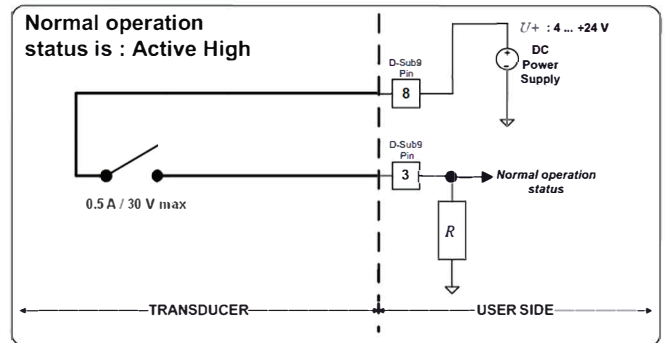 Normal operation
status is : Active High
U+ : 4 ... +24 V
DC
Power
Supply
D-Sub9
Pin
8
D-Sub9
Pin
3
Normal operation
status
0.5 A / 30 V max
R
TRANSDUCER
USER SIDE